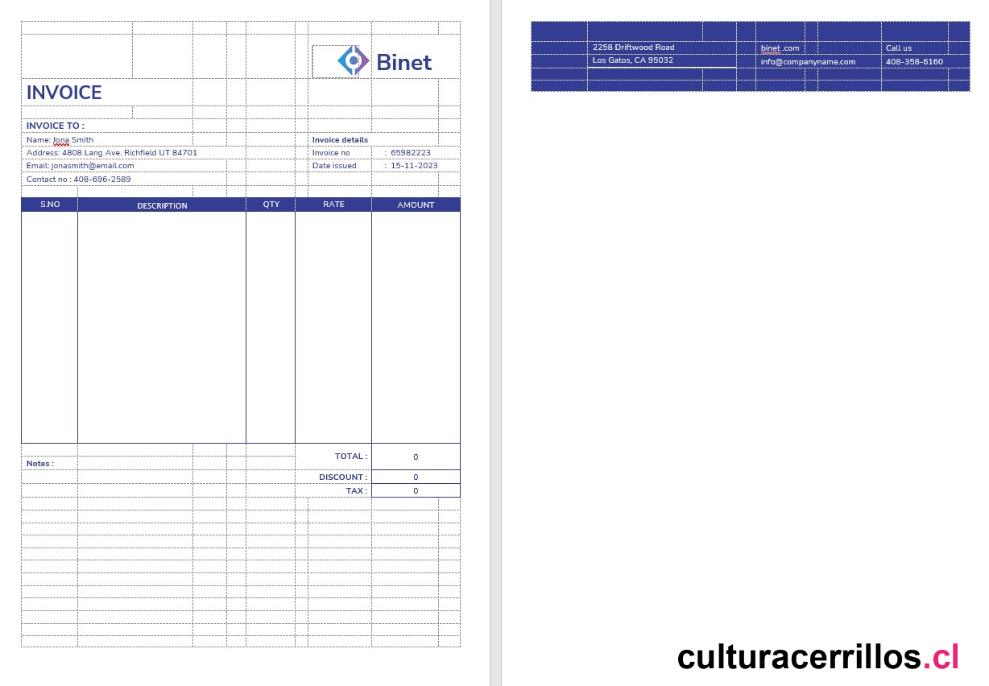 Binet
INVOICE
INVOICE TO :
Name: Jona Smith
Address: 4808 Lang Ave, Richfield UT 84701
Email: jonasmith@email.com
Contact no : 408-696-2589
Invoice details
Invoice no : 65982223
Date issued : 15-11-2023
S.NO DESCRIPTION QTY RATE AMOUNT
TOTAL : 0
Notes :
DISCOUNT : 0
TAX : 0
2258 Driftwood Road binet .com Call us
Los Gatos, CA 95032 info@companyname.com 408-358-6160
culturacerrillos.cl